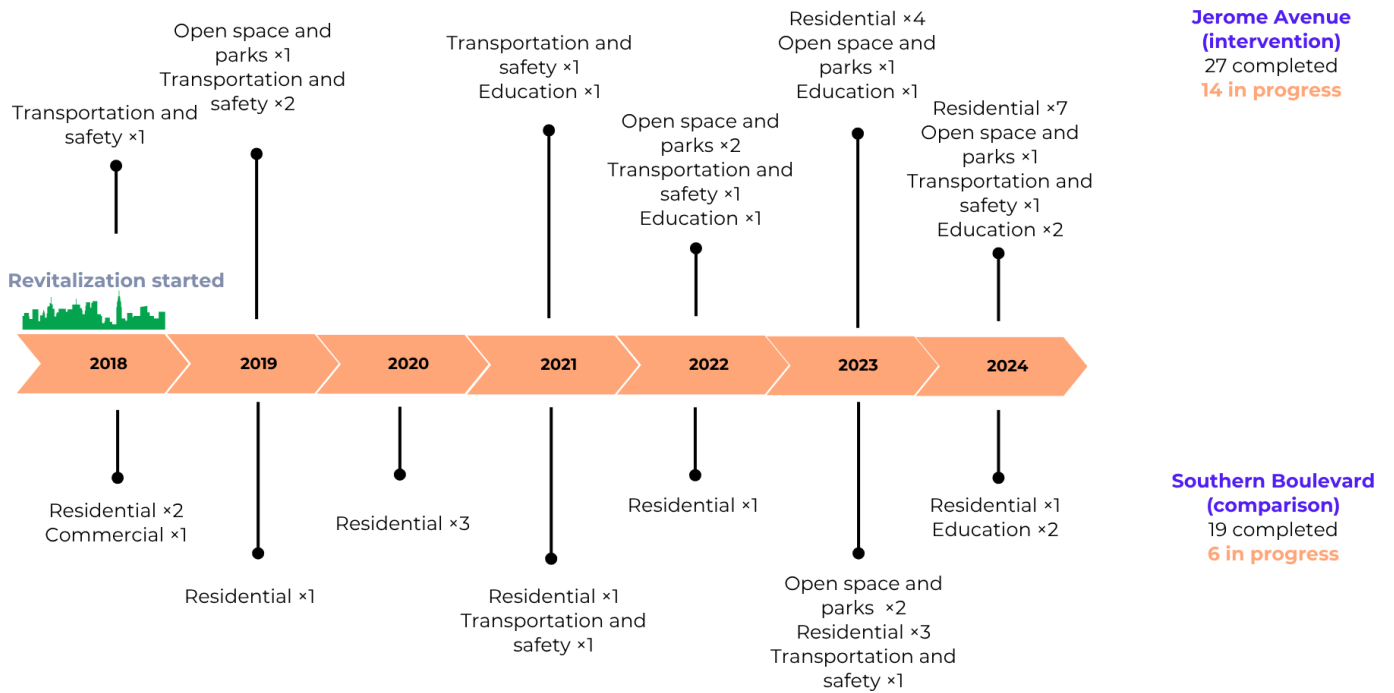 Open space and
parks ×1
Transportation and
safety ×2
Transportation and
safety ×1
Transportation and
safety ×1
Education ×1
Open space and
parks ×2
Transportation and
safety ×1
Education ×1
Residential ×4
Open space and
parks ×1
Education ×1
Residential ×7
Open space and
parks ×1
Transportation and
safety ×1
Education ×2
Jerome Avenue
(intervention)
27 completed
14 in progress
Revitalization started
2018
2019
2020
2021
2022
2023
2024
Residential ×2
Commercial ×1
Residential ×1
Residential ×3
Residential ×1
Transportation and
safety ×1
Residential ×1
Open space and
parks ×2
Residential ×3
Transportation and
safety ×1
Residential ×1
Education ×2
Southern Boulevard
(comparison)
19 completed
6 in progress